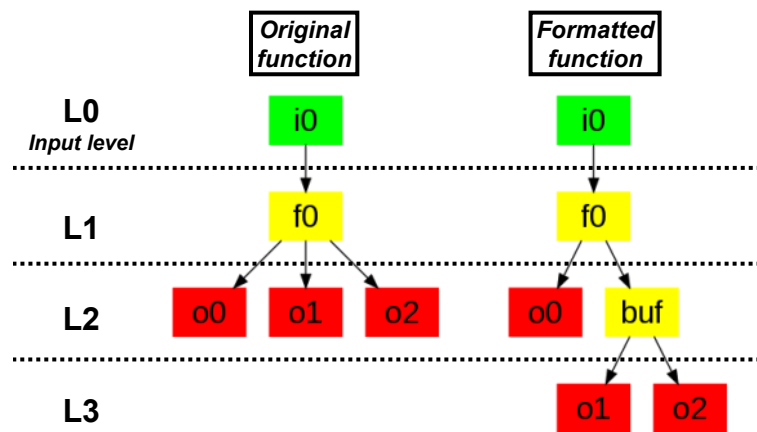 Original
function
Formatted
function
L0
Input level
i0
i0
L1
f0
f0
L2
o0
o1
o2
o0
buf
L3
o1
o2